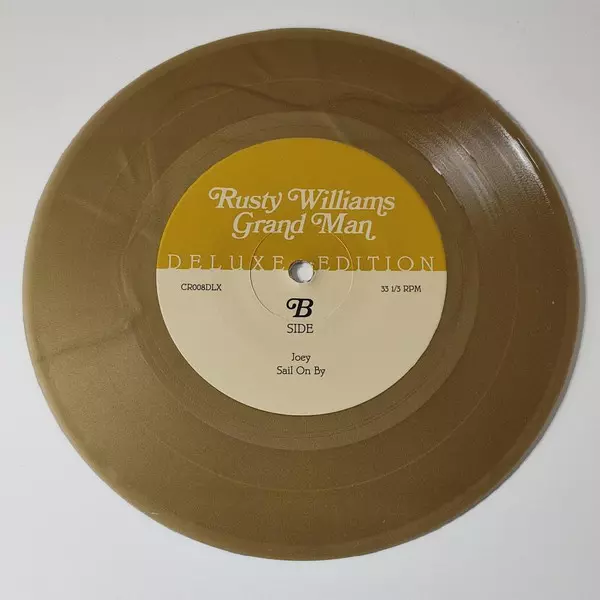 Rusty Williams
Grand Man
DELUXE EDITION
CR008DLX
33 1/3 RPM
B
SIDE
Joey
Sail On By